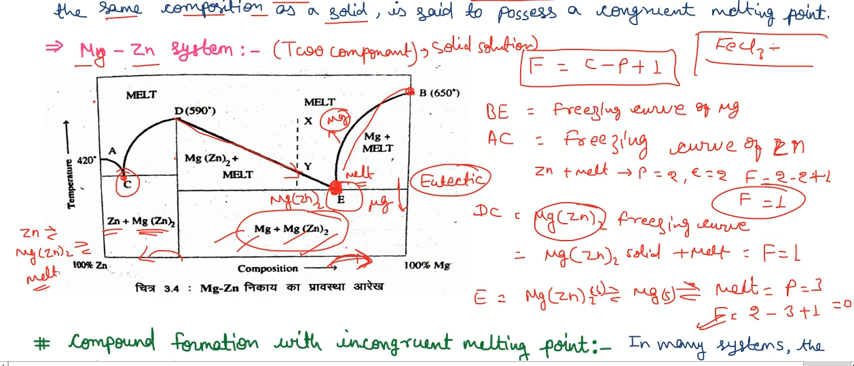 the same composition as a solid, is said to possess a congruent melting point.
⇒ Mg - Zn system :- (Two componant), Solid solution)
F = C - P + 1
FeCl3 -
MELT
D (590°)
MELT
B (650°)
X
Mg
Mg +
MELT
A
420°
C
Mg (Zn)2 +
MELT
Y
melt
E
Eutectic
Mg(Zn)2
Mg
Temperature
Zn + Mg (Zn)2
Mg + Mg (Zn)2
Zn ⇌
Mg(Zn)2 ⇌
melt
100% Zn
Composition
100% Mg
चित्र 3.4 : Mg-Zn निकाय का प्रावस्था आरेख
BE = freezing curve of Mg
AC = freezing curve of Zn
Zn + melt → P = 2, C = 2 F = 2-2+1
F = 1
DC = Mg(Zn)2 freezing curve
= Mg(Zn)2 solid + melt = F = 1
E = Mg(Zn)2(s) ⇌ Mg(s) ⇌ melt = P = 3
F = 2 - 3 + 1 = 0
# Compound formation with incongruent melting point :- In many systems, the